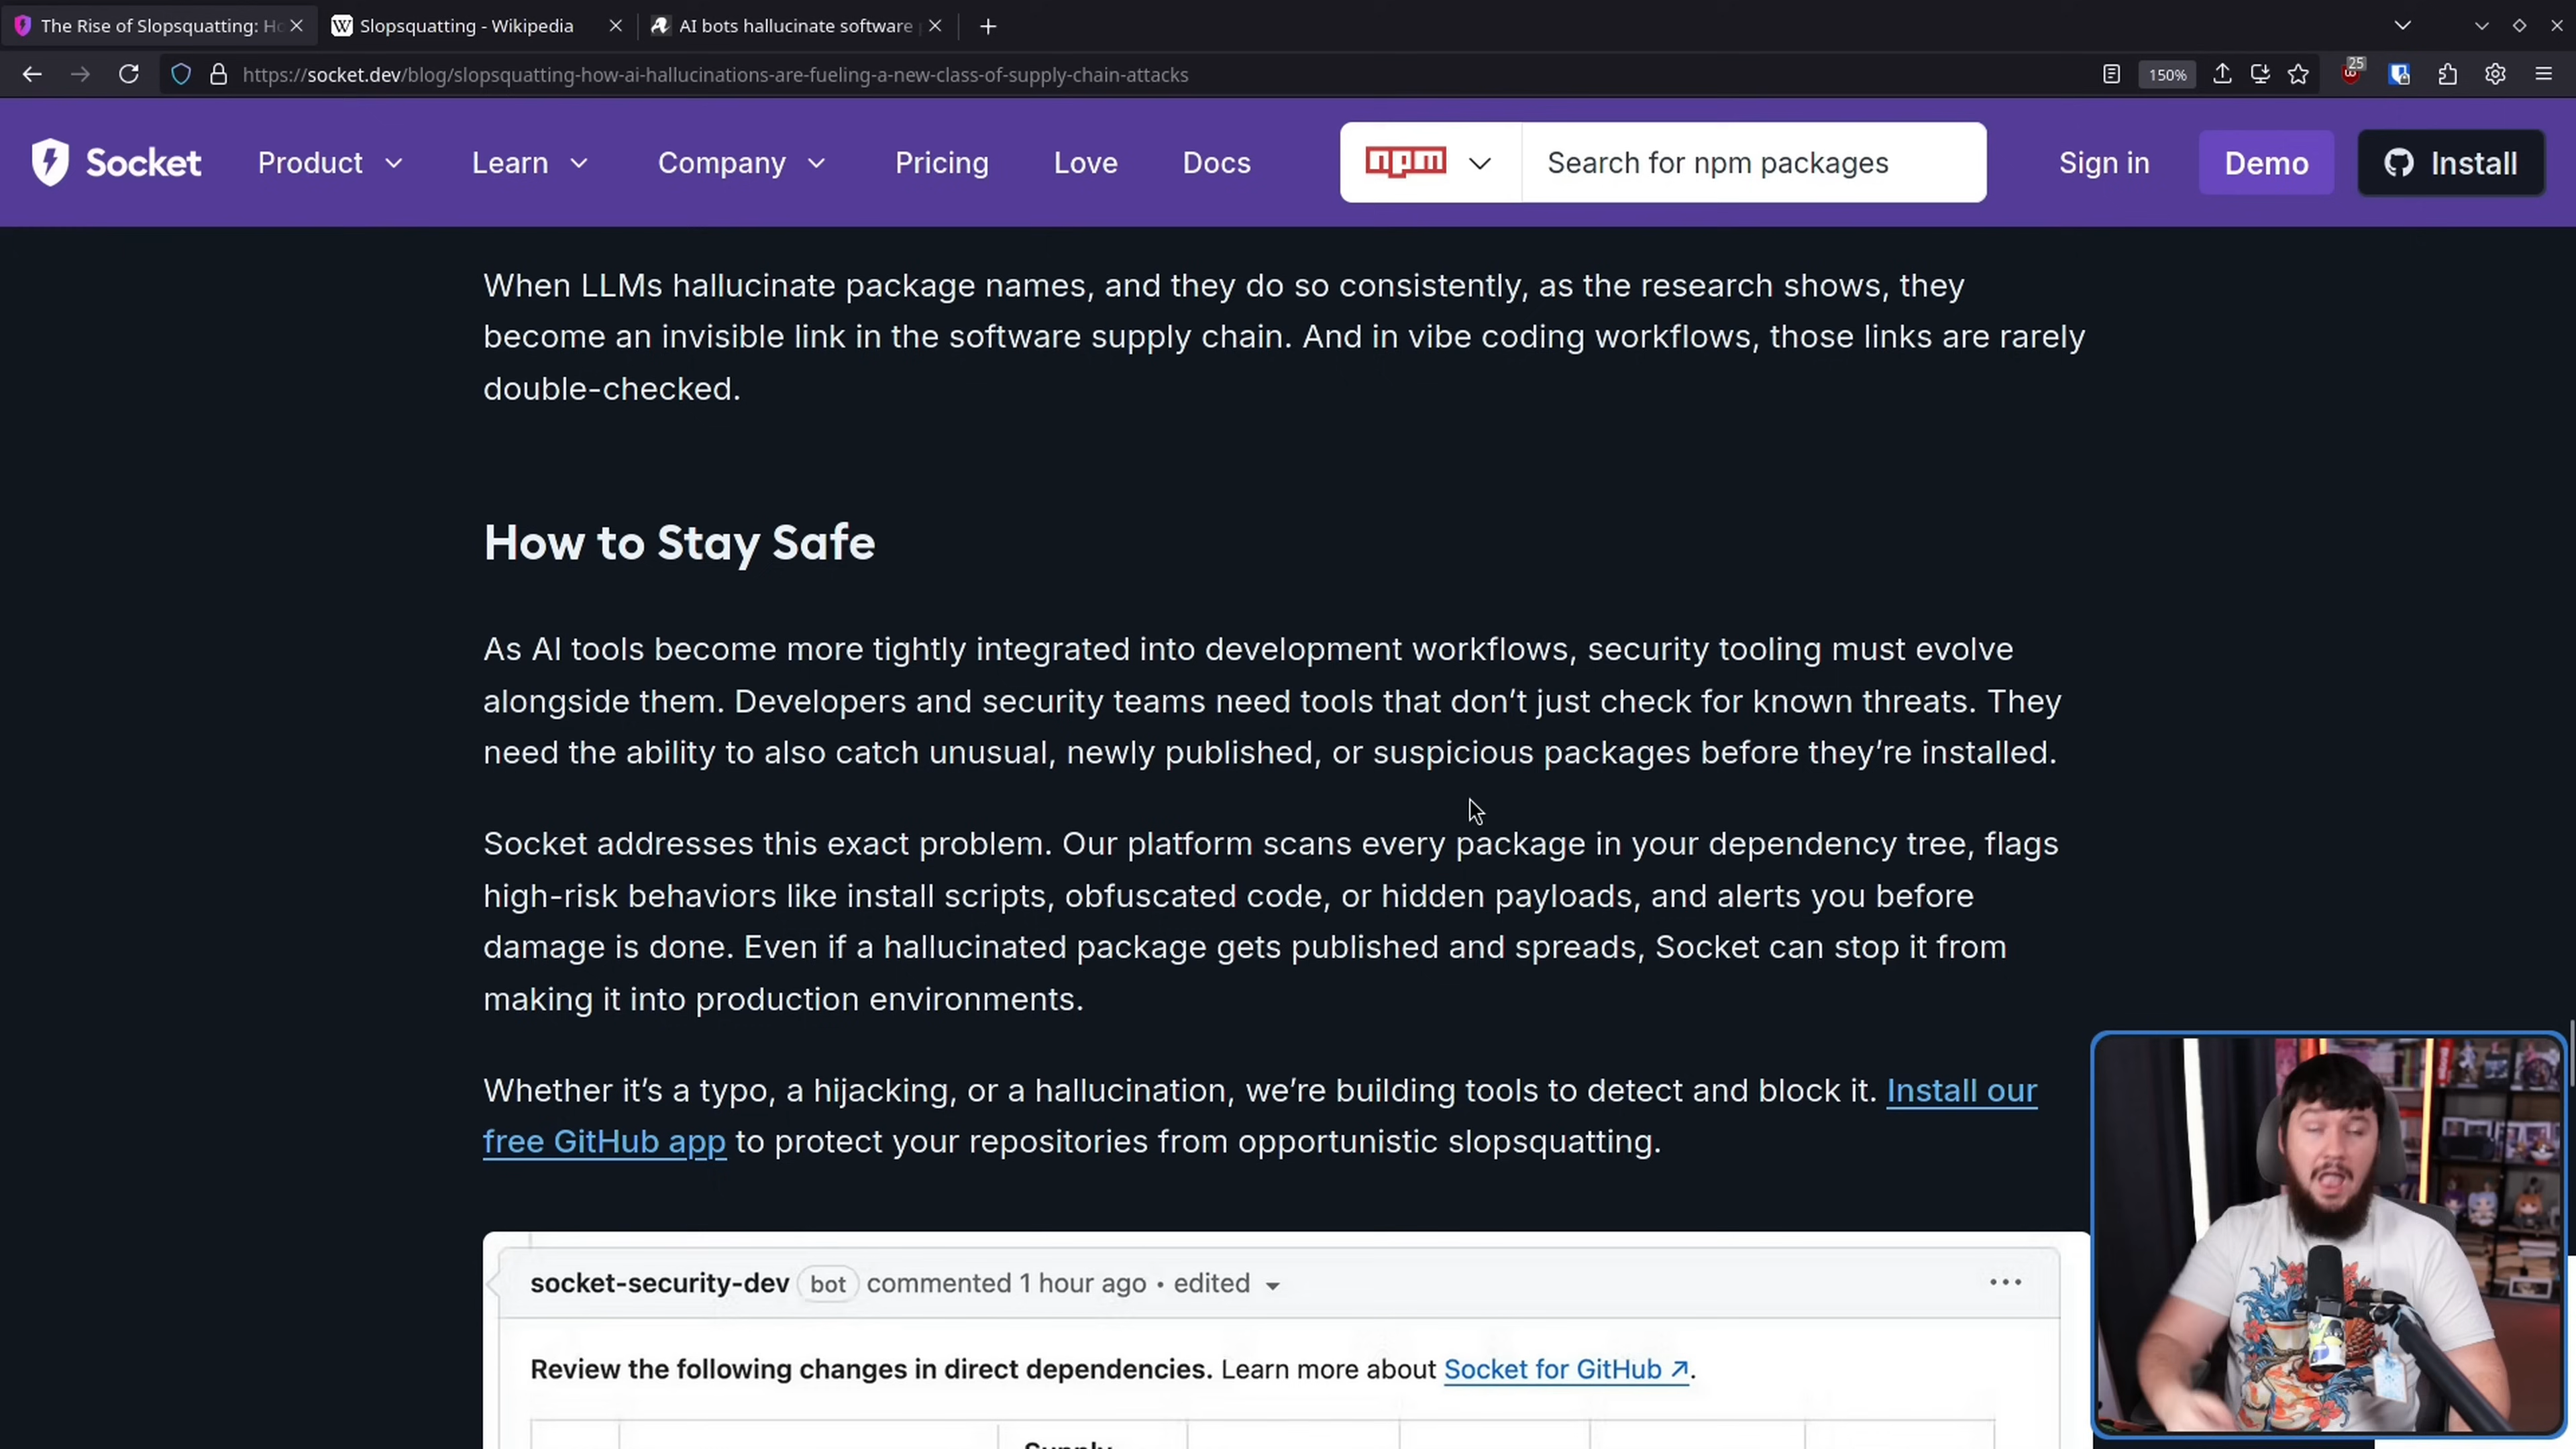 The Rise of Slopsquatting: Ho
Slopsquatting - Wikipedia
AI bots hallucinate software
https://socket.dev/blog/slopsquatting-how-ai-hallucinations-are-fueling-a-new-class-of-supply-chain-attacks
150%
25
Socket
Product
Learn
Company
Pricing
Love
Docs
npm
Search for npm packages
Sign in
Demo
Install
When LLMs hallucinate package names, and they do so consistently, as the research shows, they
become an invisible link in the software supply chain. And in vibe coding workflows, those links are rarely
double-checked.
How to Stay Safe
As AI tools become more tightly integrated into development workflows, security tooling must evolve
alongside them. Developers and security teams need tools that don’t just check for known threats. They
need the ability to also catch unusual, newly published, or suspicious packages before they’re installed.
Socket addresses this exact problem. Our platform scans every package in your dependency tree, flags
high-risk behaviors like install scripts, obfuscated code, or hidden payloads, and alerts you before
damage is done. Even if a hallucinated package gets published and spreads, Socket can stop it from
making it into production environments.
Whether it’s a typo, a hijacking, or a hallucination, we’re building tools to detect and block it. Install our
free GitHub app to protect your repositories from opportunistic slopsquatting.
socket-security-dev bot commented 1 hour ago • edited
Review the following changes in direct dependencies. Learn more about Socket for GitHub ↗.
Supply